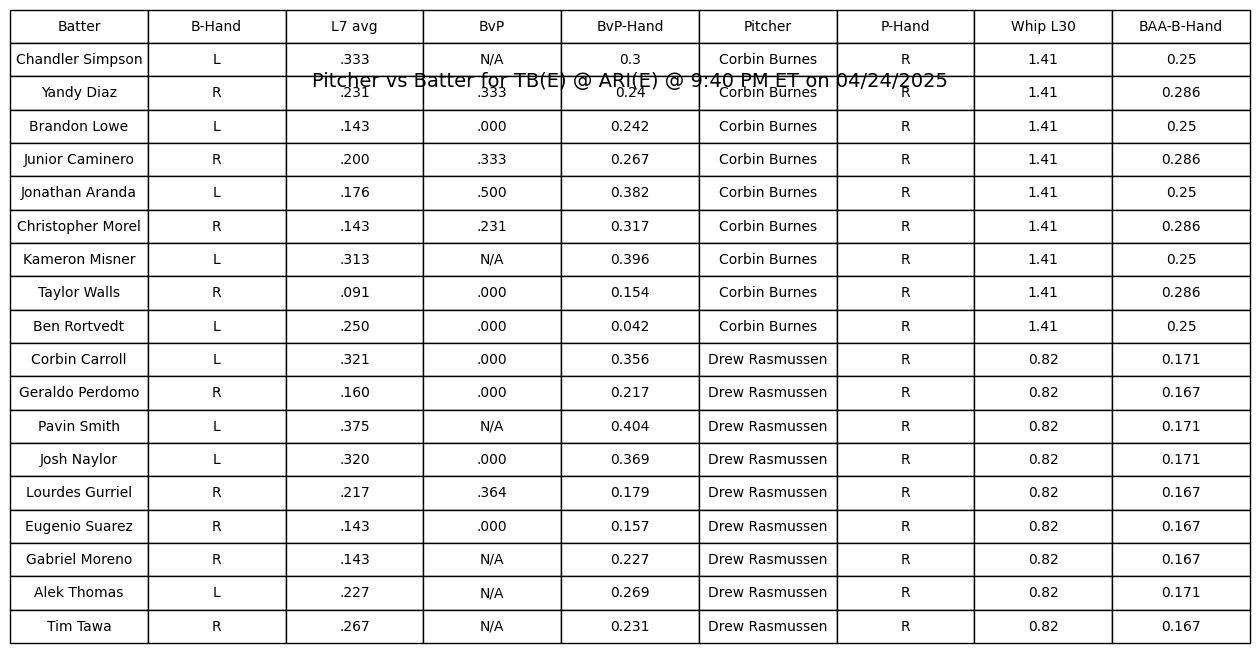 Batter B-Hand L7 avg BvP BvP-Hand Pitcher P-Hand Whip L30 BAA-B-Hand
Chandler Simpson L .333 N/A 0.3 Corbin Burnes R 1.41 0.25
Pitcher vs Batter for TB(E) @ ARI(E) @ 9:40 PM ET on 04/24/2025
Yandy Diaz R .231 .333 0.24 Corbin Burnes R 1.41 0.286
Brandon Lowe L .143 .000 0.242 Corbin Burnes R 1.41 0.25
Junior Caminero R .200 .333 0.267 Corbin Burnes R 1.41 0.286
Jonathan Aranda L .176 .500 0.382 Corbin Burnes R 1.41 0.25
Christopher Morel R .143 .231 0.317 Corbin Burnes R 1.41 0.286
Kameron Misner L .313 N/A 0.396 Corbin Burnes R 1.41 0.25
Taylor Walls R .091 .000 0.154 Corbin Burnes R 1.41 0.286
Ben Rortvedt L .250 .000 0.042 Corbin Burnes R 1.41 0.25
Corbin Carroll L .321 .000 0.356 Drew Rasmussen R 0.82 0.171
Geraldo Perdomo R .160 .000 0.217 Drew Rasmussen R 0.82 0.167
Pavin Smith L .375 N/A 0.404 Drew Rasmussen R 0.82 0.171
Josh Naylor L .320 .000 0.369 Drew Rasmussen R 0.82 0.171
Lourdes Gurriel R .217 .364 0.179 Drew Rasmussen R 0.82 0.167
Eugenio Suarez R .143 .000 0.157 Drew Rasmussen R 0.82 0.167
Gabriel Moreno R .143 N/A 0.227 Drew Rasmussen R 0.82 0.167
Alek Thomas L .227 N/A 0.269 Drew Rasmussen R 0.82 0.171
Tim Tawa R .267 N/A 0.231 Drew Rasmussen R 0.82 0.167